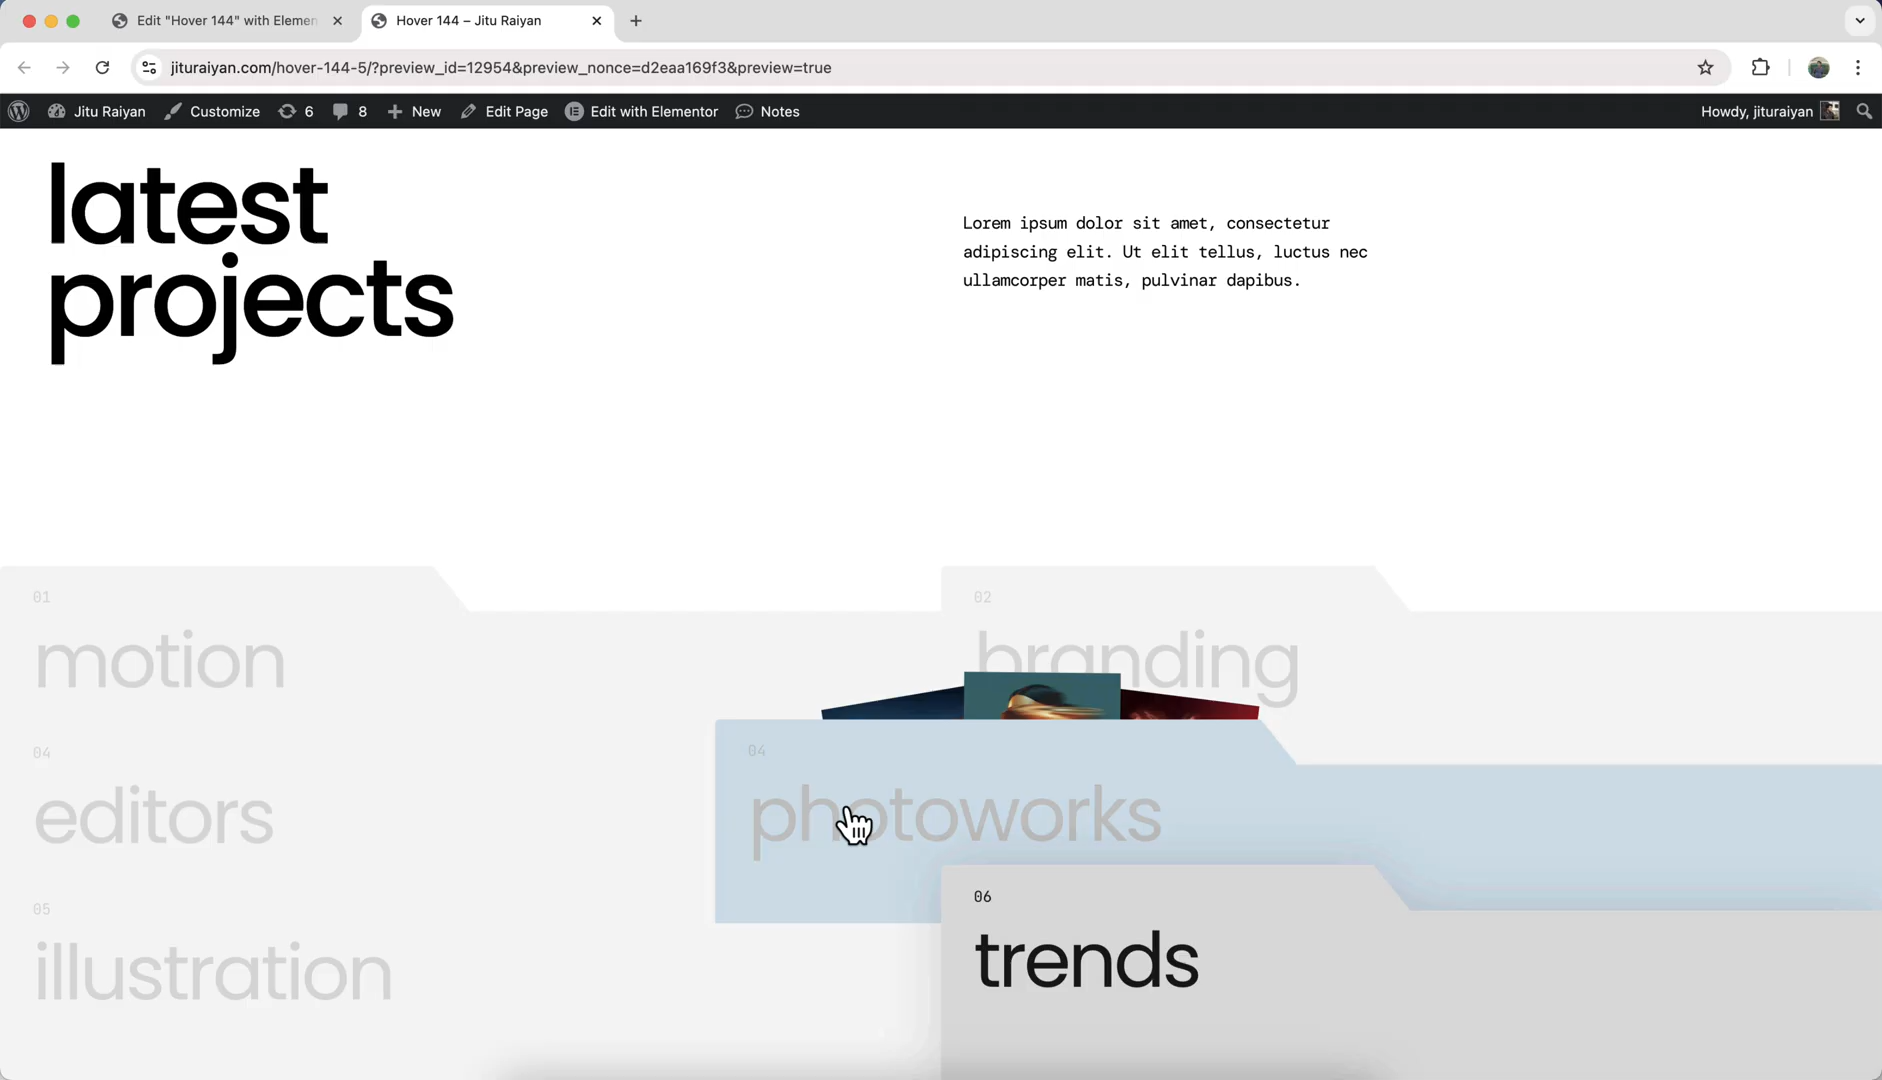 Edit "Hover 144" with Elemen
Hover 144 – Jitu Raiyan
jituraiyan.com/hover-144-5/?preview_id=12954&preview_nonce=d2eaa169f3&preview=true
Jitu Raiyan
Customize
6
8
New
Edit Page
Edit with Elementor
Notes
Howdy, jituraiyan
latest
projects
Lorem ipsum dolor sit amet, consectetur
adipiscing elit. Ut elit tellus, luctus nec
ullamcorper matis, pulvinar dapibus.
01
motion
02
branding
04
editors
04
photoworks
05
illustration
06
trends